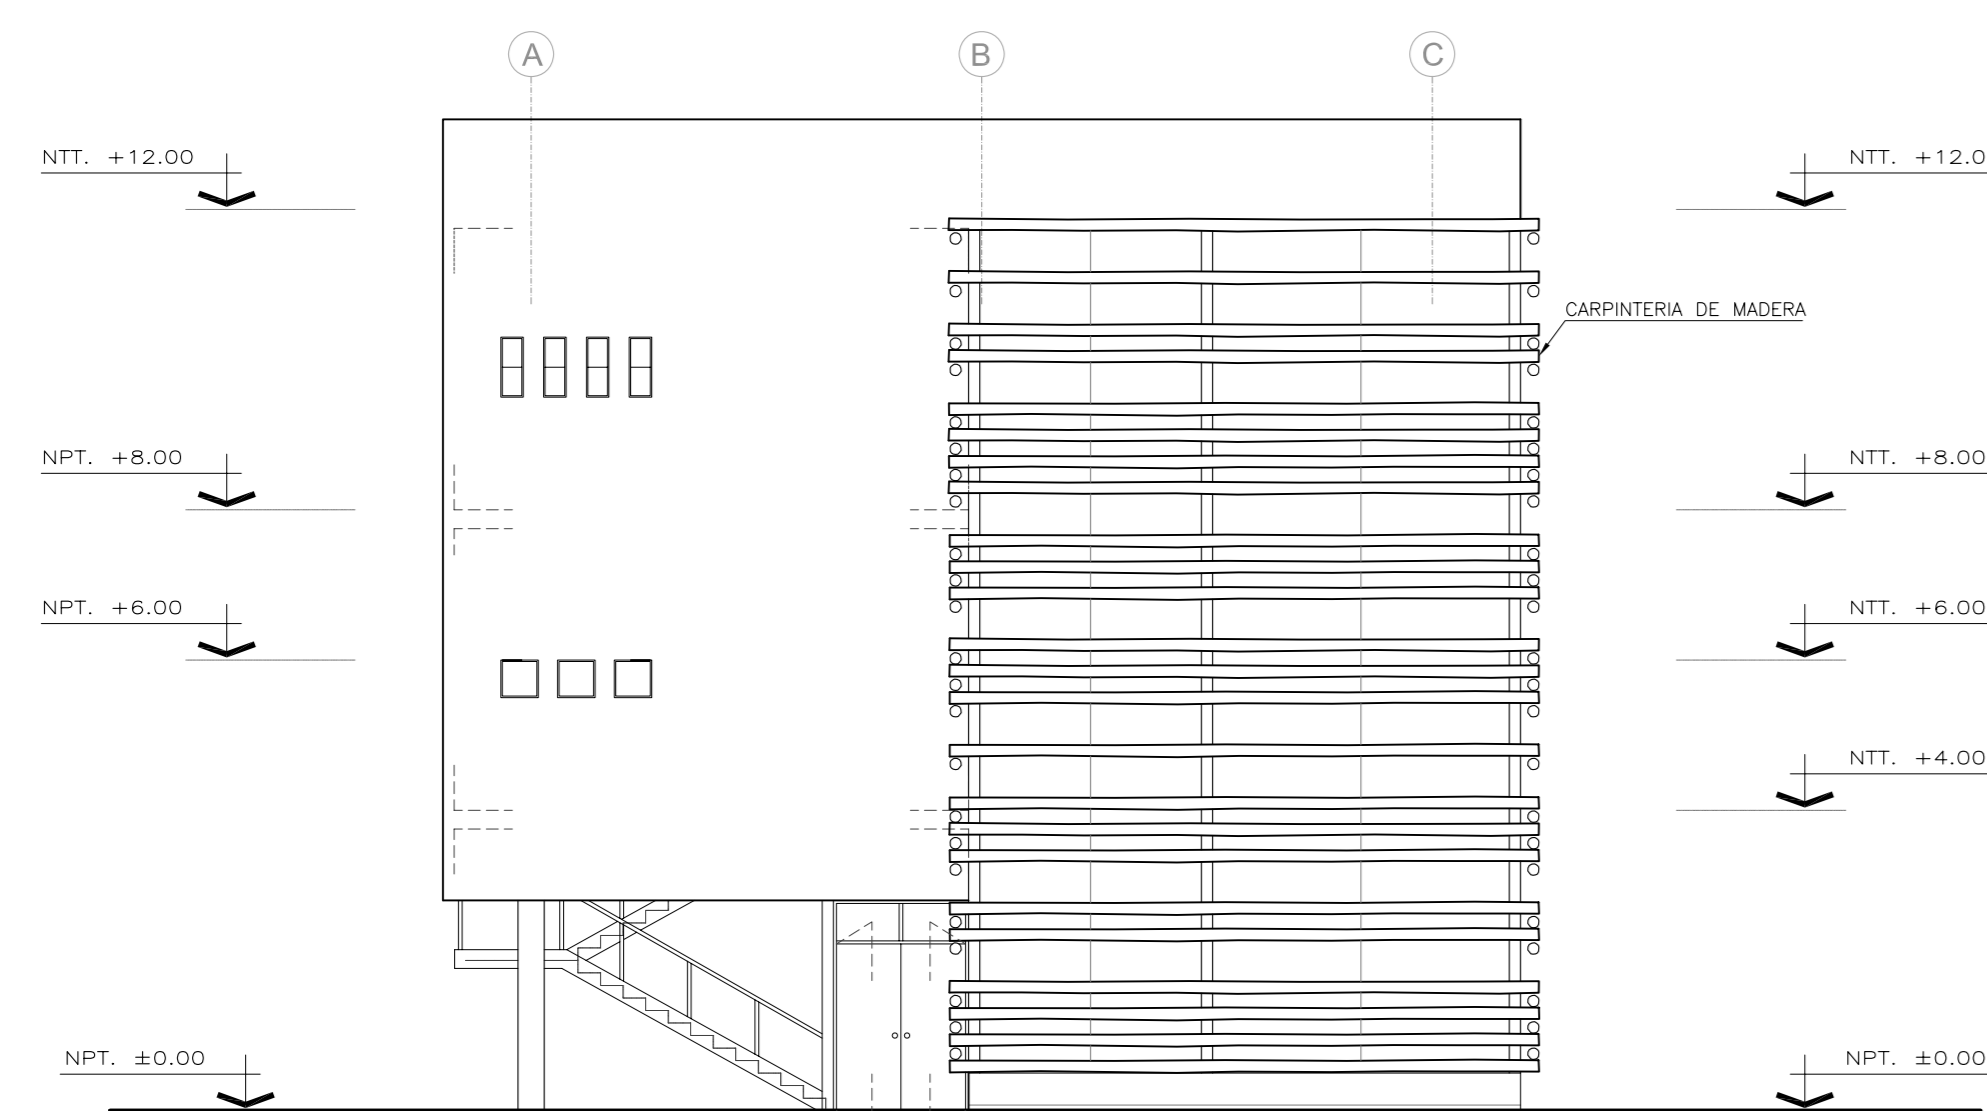 A B C
NTT. +12.00 NTT. +12.0
CARPINTERIA DE MADERA
NPT. +8.00 NTT. +8.00
NPT. +6.00 NTT. +6.00
NTT. +4.00
NPT. ±0.00 NPT. ±0.00